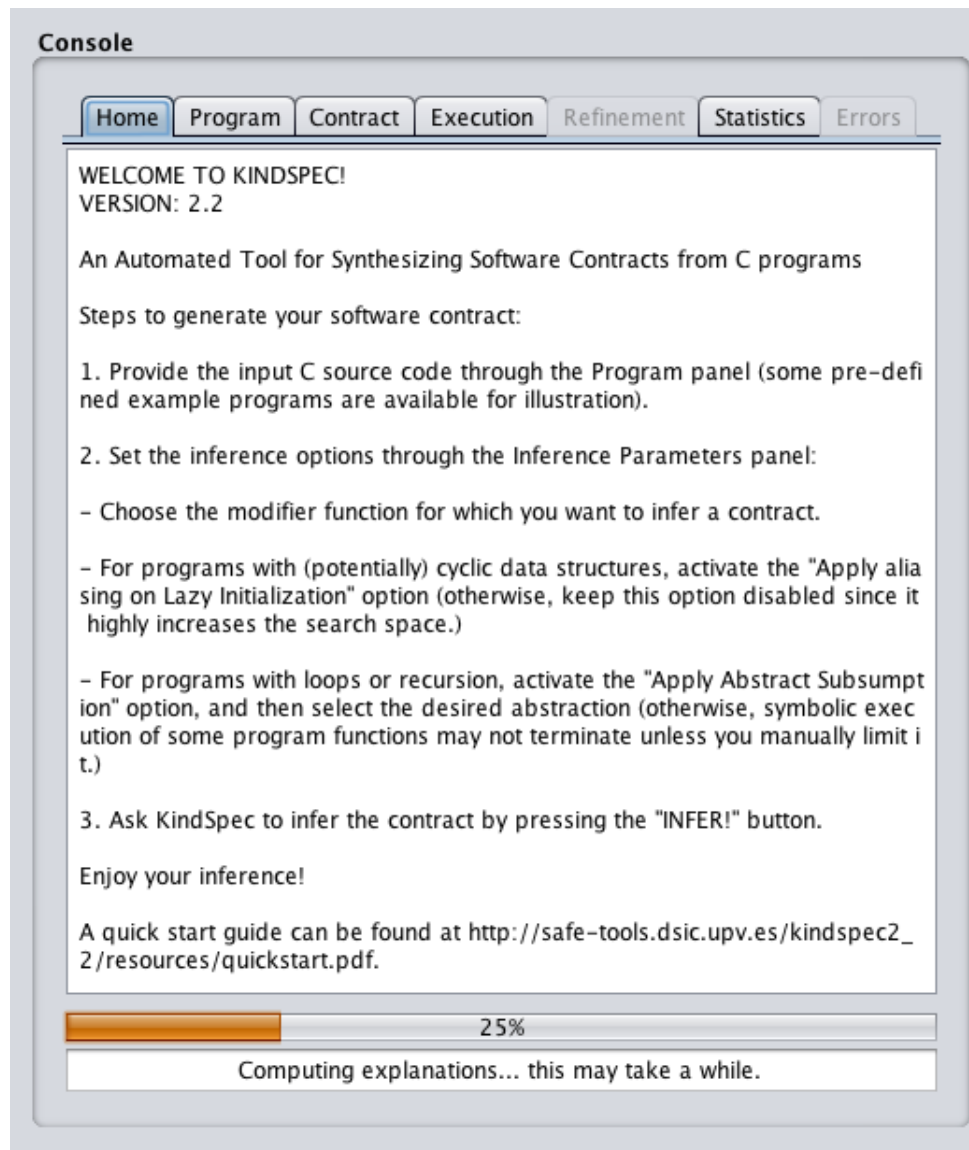 Console
Home Program Contract Execution Refinement Statistics Errors
WELCOME TO KINDSPEC!
VERSION: 2.2
An Automated Tool for Synthesizing Software Contracts from C programs
Steps to generate your software contract:
1. Provide the input C source code through the Program panel (some pre-defi
ned example programs are available for illustration).
2. Set the inference options through the Inference Parameters panel:
- Choose the modifier function for which you want to infer a contract.
- For programs with (potentially) cyclic data structures, activate the "Apply alia
sing on Lazy Initialization" option (otherwise, keep this option disabled since it
highly increases the search space.)
- For programs with loops or recursion, activate the "Apply Abstract Subsumpt
ion" option, and then select the desired abstraction (otherwise, symbolic exec
ution of some program functions may not terminate unless you manually limit i
t.)
3. Ask KindSpec to infer the contract by pressing the "INFER!" button.
Enjoy your inference!
A quick start guide can be found at http://safe-tools.dsic.upv.es/kindspec2_
2/resources/quickstart.pdf.
25%
Computing explanations... this may take a while.